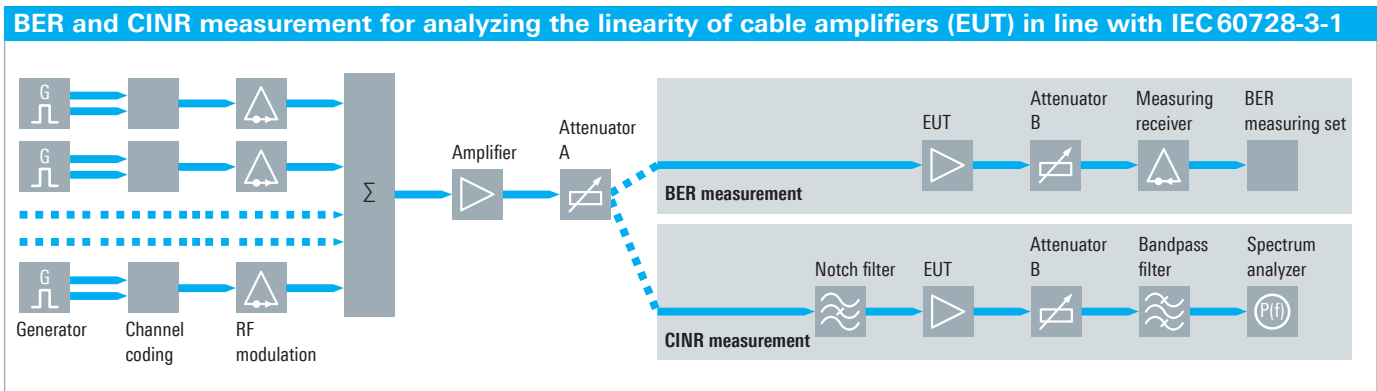 BER and CINR measurement for analyzing the linearity of cable amplifiers (EUT) in line with IEC 60728-3-1
G
G
G
Generator
Channel
coding
RF
modulation
Σ
Amplifier
Attenuator
A
EUT
Attenuator
B
Measuring
receiver
BER
measuring set
BER measurement
Notch filter
EUT
Attenuator
B
Bandpass
filter
Spectrum
analyzer
P(f)
CINR measurement